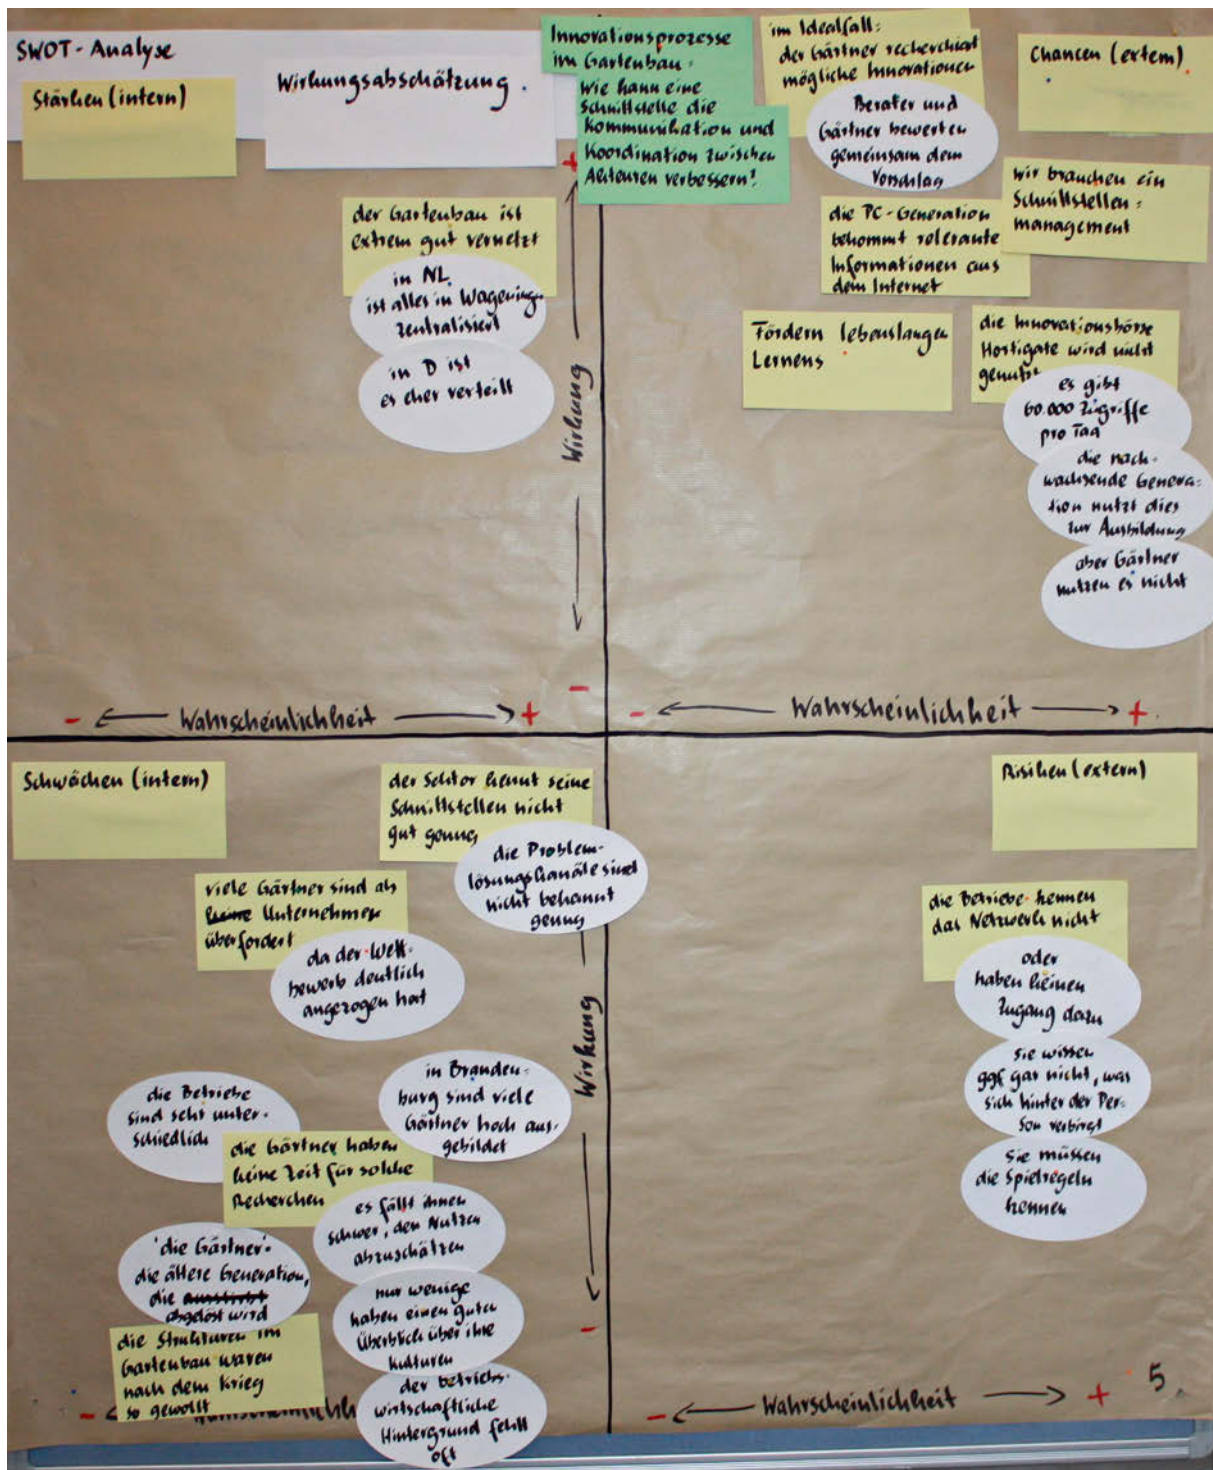 SWOT-Analyse
Stärken (intern)
Wirkungsabschätzung.
Innovationsprozesse
im Gartenbau:
Wie kann eine
Schnittstelle die
Kommunikation und
Koordination zwischen
Akteuren verbessern?
im Idealfall:
der Gärtner recherchiert
mögliche Innovationen
Berater und
Gärtner bewerten
gemeinsam dem
Vorschlag
Chancen (extern)
wir brauchen ein
Schnittstellen-
management
die PC-Generation
bekommt relevante
Informationen aus
dem Internet
Fördern lebenslangen
Lernens
die Innovationsbörse
Hortigate wird nicht
genutzt
es gibt
60.000 Zugriffe
pro Tag
die nach-
wachsende Genera-
tion nutzt dies
zur Ausbildung
aber Gärtner
nutzen es nicht
der Gartenbau ist
extrem gut vernetzt
in NL
ist alles in Wageningen
zentralisiert
in D ist
es eher verteilt
+
Wirkung
-
- Wahrscheinlichkeit +
- Wahrscheinlichkeit +
Schwächen (intern)
der Sektor kennt seine
Schnittstellen nicht
gut genug
die Problem-
lösungskanäle sind
nicht bekannt
genug
viele Gärtner sind als
keine Unternehmer
überfordert
da der Wett-
bewerb deutlich
angezogen hat
in Branden-
burg sind viele
Gärtner hoch aus-
gebildet
die Betriebe
sind sehr unter-
schiedlich
die Gärtner haben
keine Zeit für solche
Recherchen
es fällt ihnen
schwer, den Nutzen
abzuschätzen
'die Gärtner':
die ältere Generation,
die ausstirbt
abgelöst wird
nur wenige
haben einen guten
Überblick über ihre
Kulturen
die Strukturen im
Gartenbau waren
nach dem Krieg
so gewollt
der betriebs-
wirtschaftliche
Hintergrund fehlt
oft
Wirkung
-
- Wahrscheinlichke
Risiken (extern)
die Betriebe kennen
das Netzwerk nicht
oder
haben keinen
Zugang dazu
sie wissen
ggf. gar nicht, was
sich hinter der Per-
son verbirgt
Sie müssen
die Spielregeln
kennen
- Wahrscheinlichkeit +
5